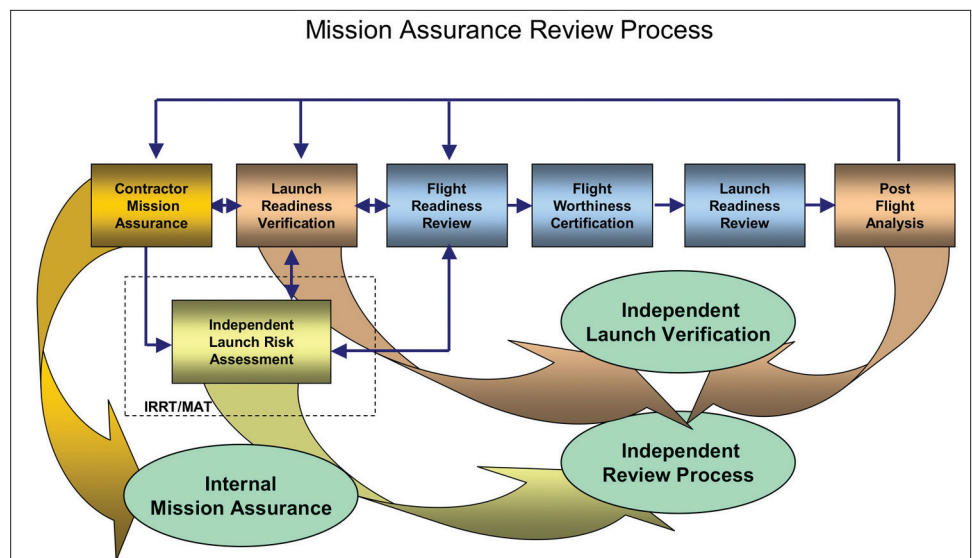 Mission Assurance Review Process
Contractor
Mission
Assurance
Launch
Readiness
Verification
Flight
Readiness
Review
Flight
Worthiness
Certification
Launch
Readiness
Review
Post
Flight
Analysis
Independent
Launch Risk
Assessment
IRRT/MAT
Independent
Launch Verification
Independent
Review Process
Internal
Mission Assurance